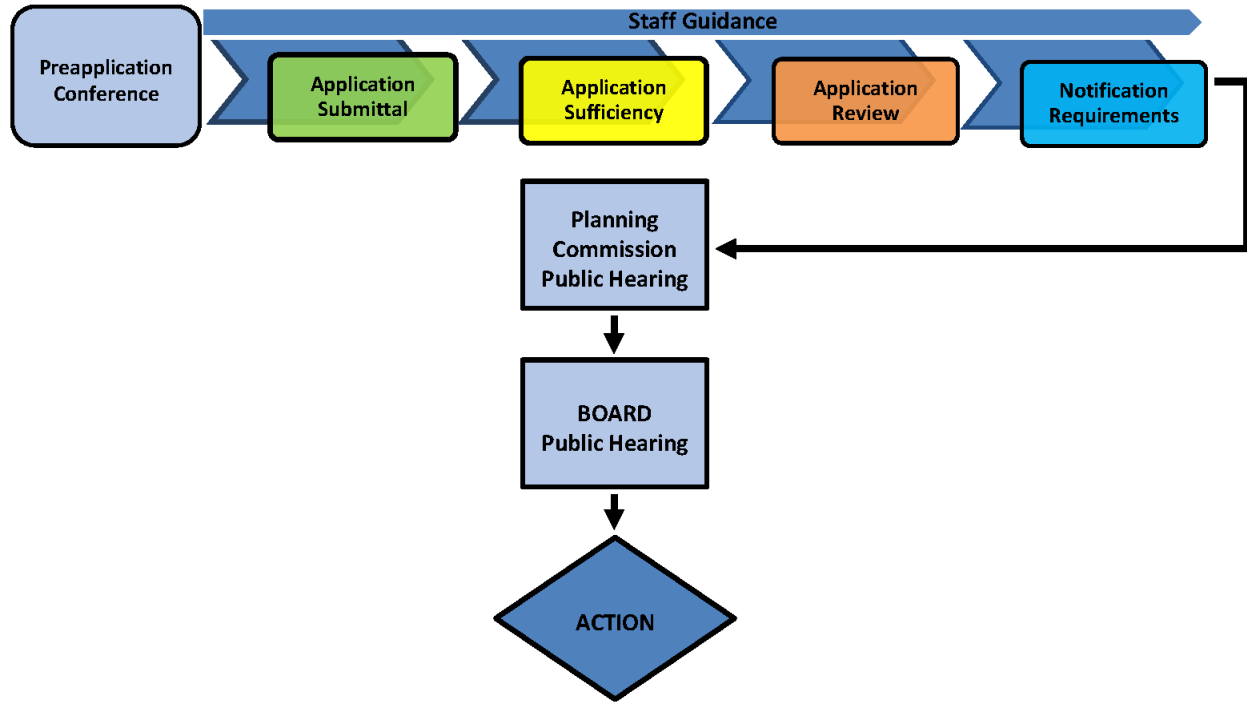 Staff Guidance
Preapplication
Conference
Application
Submittal
Application
Sufficiency
Application
Review
Notification
Requirements
Planning
Commission
Public Hearing
BOARD
Public Hearing
ACTION